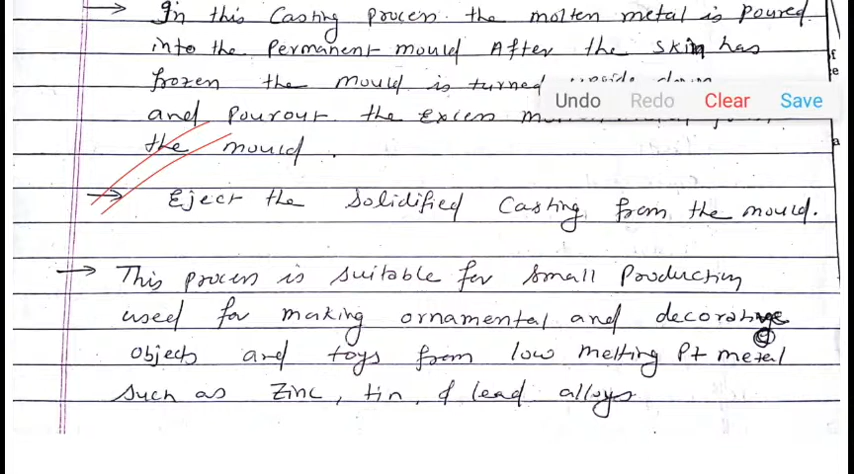 → In this casting process the molten metal is poured
into the permanent mould After the skin has
frozen the mould is turned upside down
and pourout the excess
the mould.
→ Eject the solidified casting from the mould.
→ This process is suitable for small production
used for making ornamental and decorative
objects and toys from low melting Pt metal
such as zinc, tin, & lead alloys
Undo Redo Clear Save